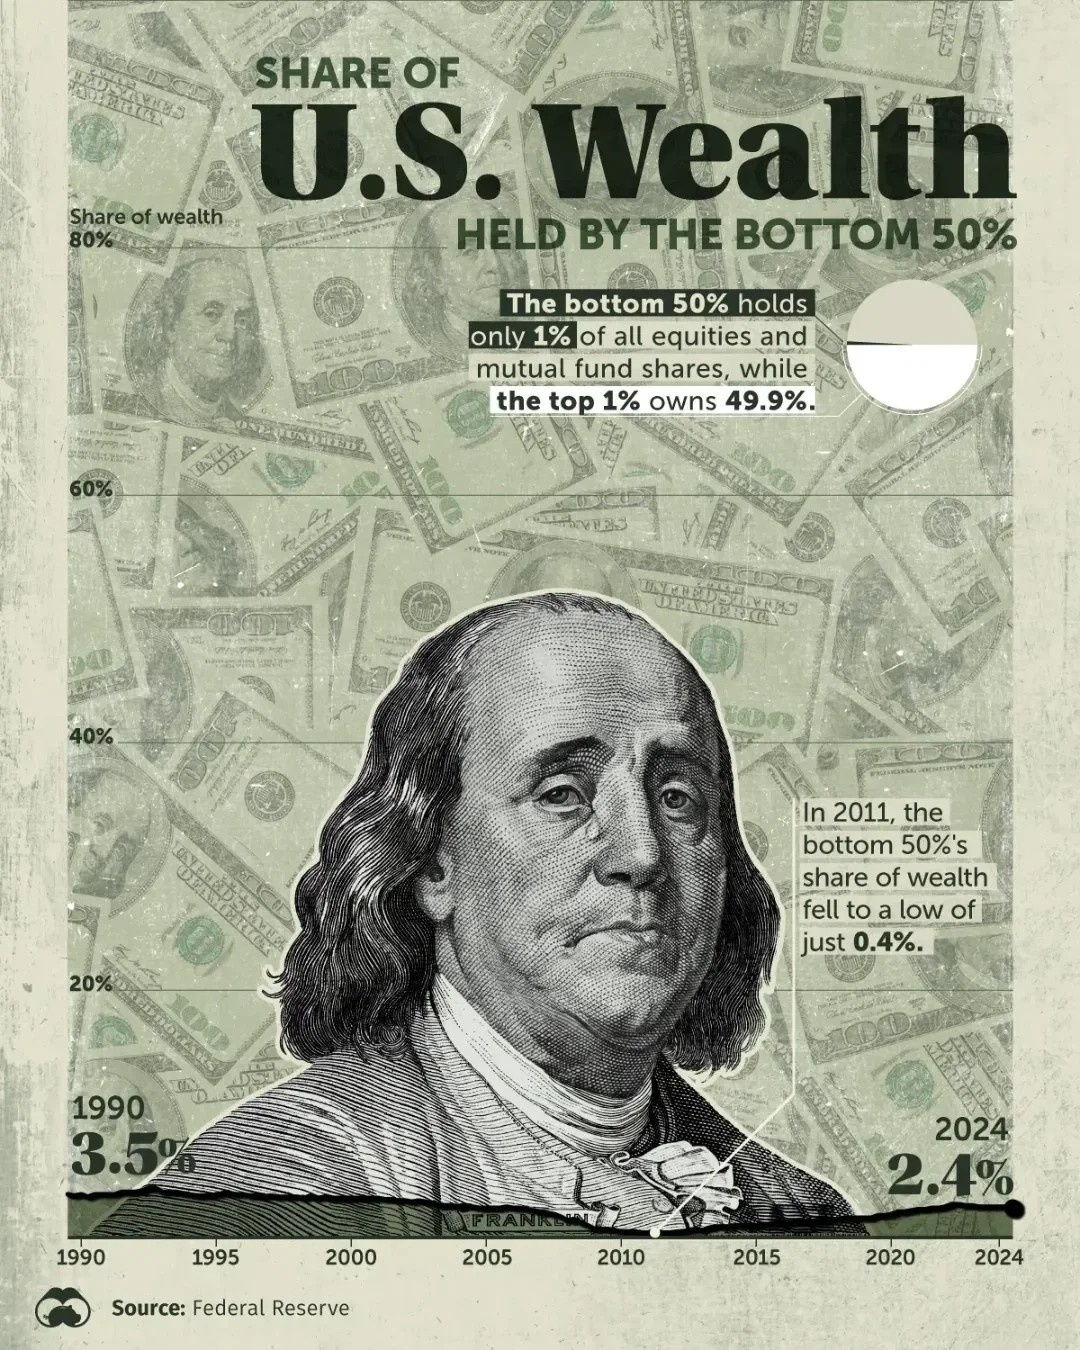 SHARE OF
U.S. Wealth
HELD BY THE BOTTOM 50%
Share of wealth
80%
The bottom 50% holds
only 1% of all equities and
mutual fund shares, while
the top 1% owns 49.9%.
60%
40%
In 2011, the
bottom 50%'s
share of wealth
fell to a low of
just 0.4%.
20%
1990
3.5%
2024
2.4%
FRANKLIN
1990 1995 2000 2005 2010 2015 2020 2024
Source: Federal Reserve